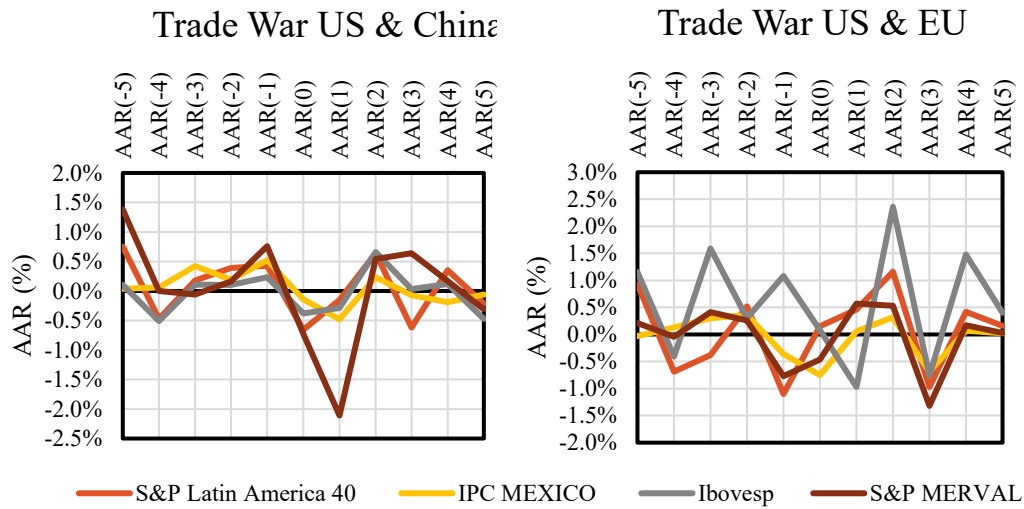 Trade War US & China
AAR(-5)
AAR(-4)
AAR(-3)
AAR(-2)
AAR(-1)
AAR(0)
AAR(1)
AAR(2)
AAR(3)
AAR(4)
AAR(5)
2.0%
1.5%
1.0%
0.5%
0.0%
-0.5%
-1.0%
-1.5%
-2.0%
-2.5%
AAR (%)
Trade War US & EU
AAR(-5)
AAR(-4)
AAR(-3)
AAR(-2)
AAR(-1)
AAR(0)
AAR(1)
AAR(2)
AAR(3)
AAR(4)
AAR(5)
3.0%
2.5%
2.0%
1.5%
1.0%
0.5%
0.0%
-0.5%
-1.0%
-1.5%
-2.0%
AAR (%)
S&P Latin America 40 IPC MEXICO Ibovesp S&P MERVAL